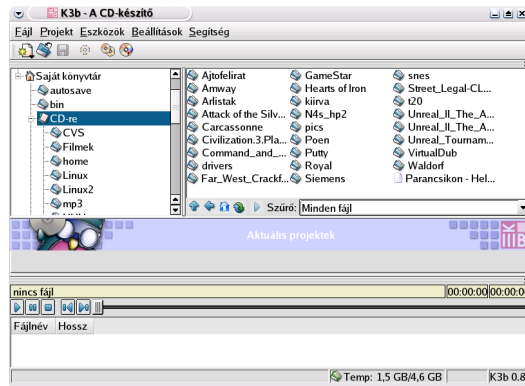 K3b - A CD-készítő
Fájl Projekt Eszközök Beállítások Segítség
Saját könyvtár
autosave
bin
CD-re
CVS
Filmek
home
Linux
Linux2
mp3
Ajtofelirat
Amway
Arlistak
Attack of the Silv...
Carcassonne
Civilization.3.Pla...
Command_and_...
drivers
Far_West_Crackf...
GameStar
Hearts of Iron
kiirva
N4s_hp2
pics
Poen
Putty
Royal
Siemens
snes
Street_Legal-CL...
t20
Unreal_II_The_A...
Unreal_II_The_A...
Unreal_Tournam...
VirtualDub
Waldorf
Parancsikon - Hel...
Szűrő: Minden fájl
Aktuális projektek
nincs fájl 00:00:00 00:00:0
Fájlnév Hossz
Temp: 1,5 GB/4,6 GB K3b 0.8